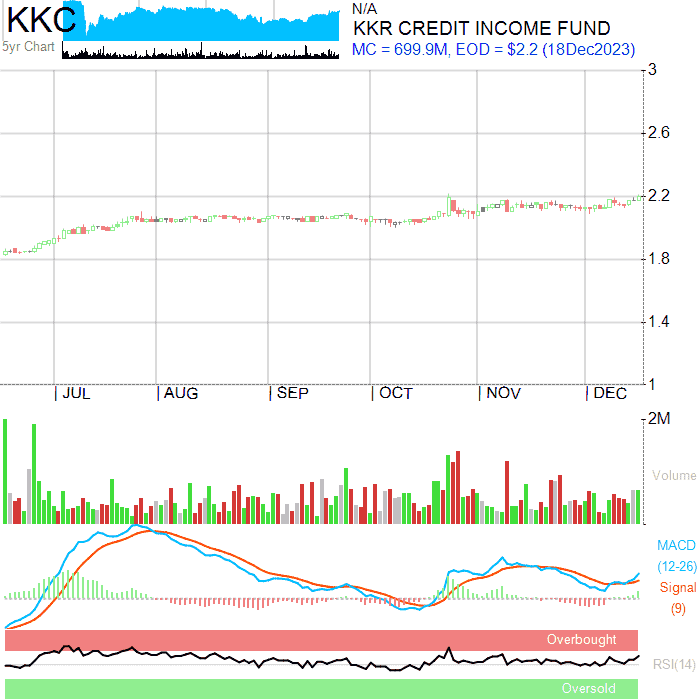 KKC
5yr Chart
N/A
KKR CREDIT INCOME FUND
MC = 699.9M, EOD = $2.2 (18Dec2023)
3
2.6
2.2
1.8
1.4
1
| JUL | AUG | SEP | OCT | NOV | DEC
2M
Volume
MACD
(12-26)
Signal
(9)
Overbought
RSI(14)
Oversold